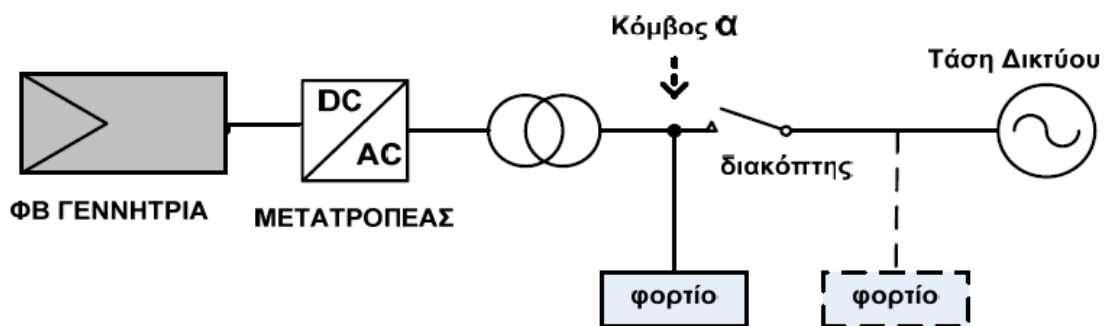 Κόμβος α
Τάση Δικτύου
DC
AC
διακόπτης
ΦΒ ΓΕΝΝΗΤΡΙΑ
ΜΕΤΑΤΡΟΠΕΑΣ
φορτίο
φορτίο